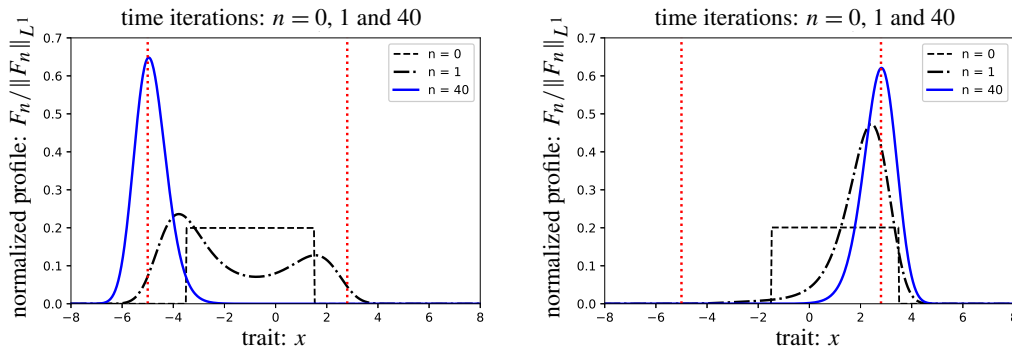 time iterations: n = 0, 1 and 40
normalized profile: F_n/‖F_n‖_{L^1}
0.7
0.6
0.5
0.4
0.3
0.2
0.1
0.0
n = 0
n = 1
n = 40
−8 −6 −4 −2 0 2 4 6 8
trait: x
time iterations: n = 0, 1 and 40
normalized profile: F_n/‖F_n‖_{L^1}
0.7
0.6
0.5
0.4
0.3
0.2
0.1
0.0
n = 0
n = 1
n = 40
−8 −6 −4 −2 0 2 4 6 8
trait: x